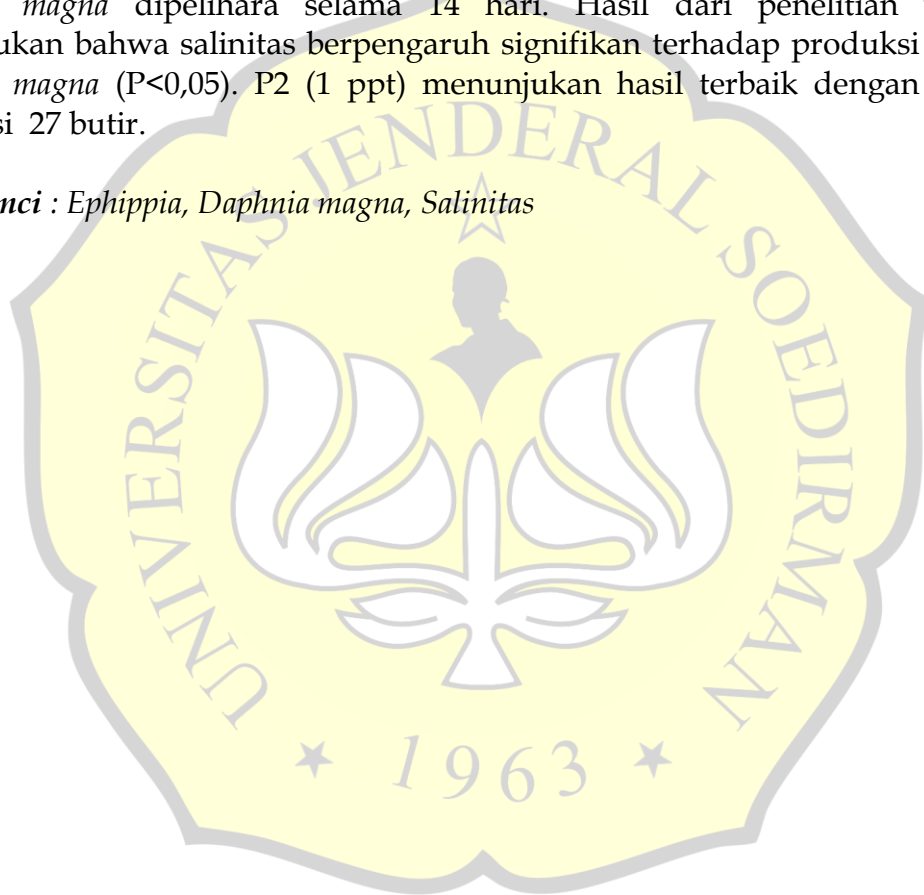 magna dipelihara selama 14 hari. Hasil dari penelitian
ukan bahwa salinitas berpengaruh signifikan terhadap produksi
magna (P<0,05). P2 (1 ppt) menunjukan hasil terbaik dengan
si 27 butir.
nci : Ephippia, Daphnia magna, Salinitas
UNIVERSITAS JENDERAL SOEDIRMAN
★ 1963 ★